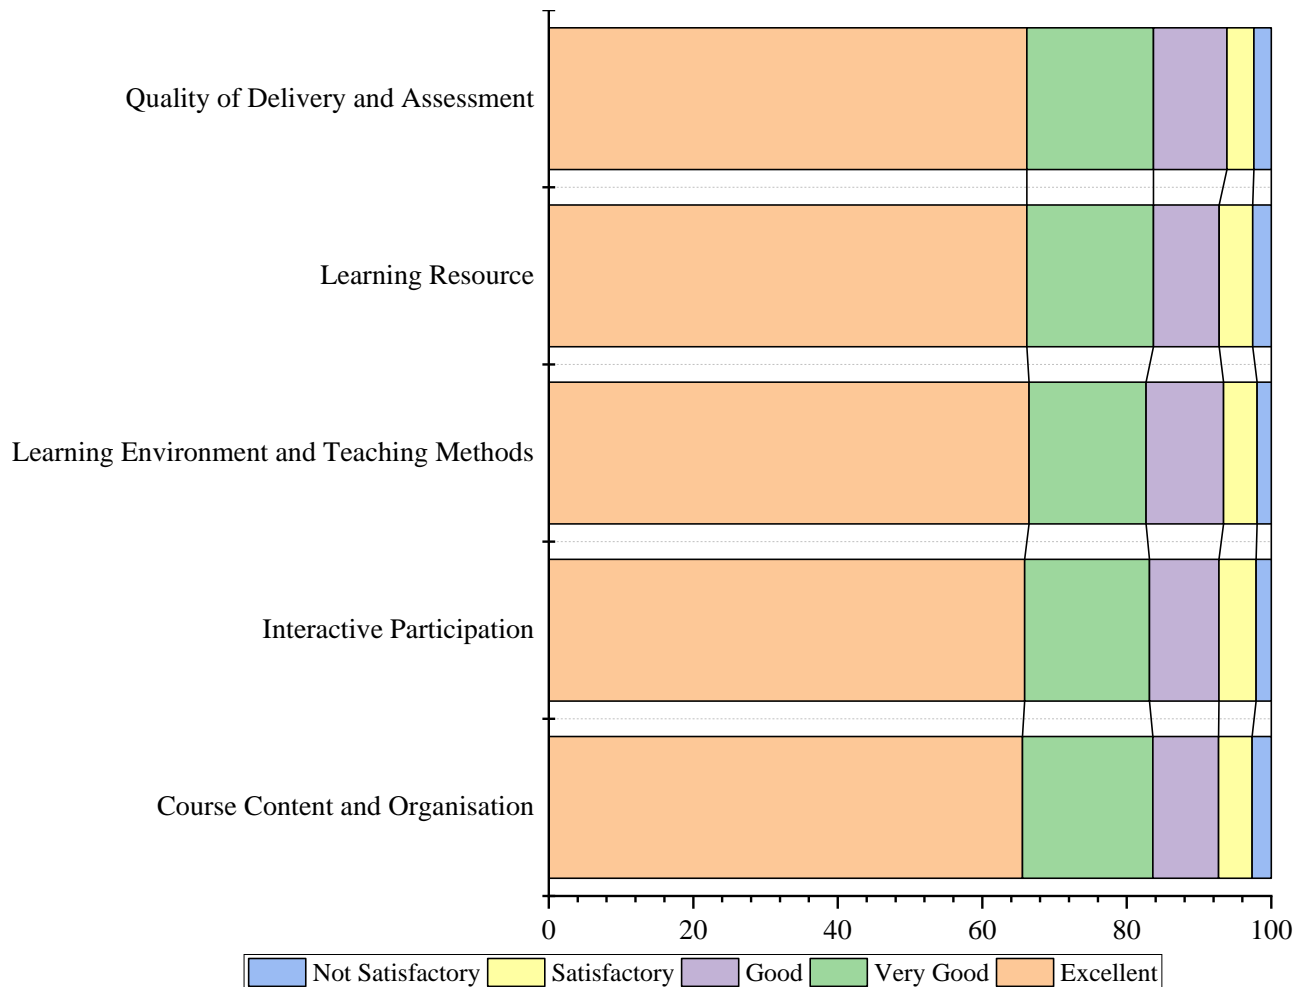 Quality of Delivery and Assessment
Learning Resource
Learning Environment and Teaching Methods
Interactive Participation
Course Content and Organisation
0 20 40 60 80 100
Not Satisfactory Satisfactory Good Very Good Excellent